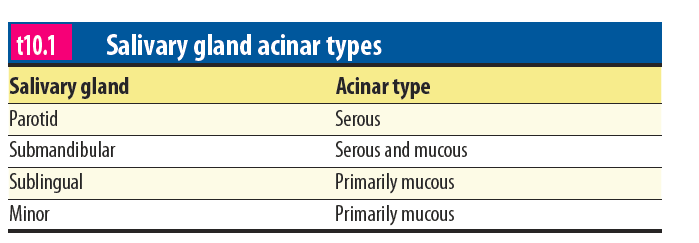 t10.1 Salivary gland acinar types
Salivary gland Acinar type
Parotid Serous
Submandibular Serous and mucous
Sublingual Primarily mucous
Minor Primarily mucous